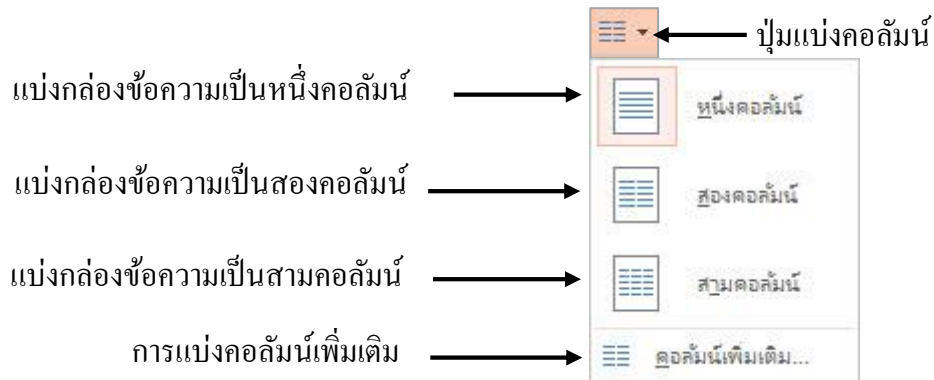 ปุ่มแบ่งคอลัมน์
แบ่งกล่องข้อความเป็นหนึ่งคอลัมน์
หนึ่งคอลัมน์
แบ่งกล่องข้อความเป็นสองคอลัมน์
สองคอลัมน์
แบ่งกล่องข้อความเป็นสามคอลัมน์
สามคอลัมน์
การแบ่งคอลัมน์เพิ่มเติม
คอลัมน์เพิ่มเติม...